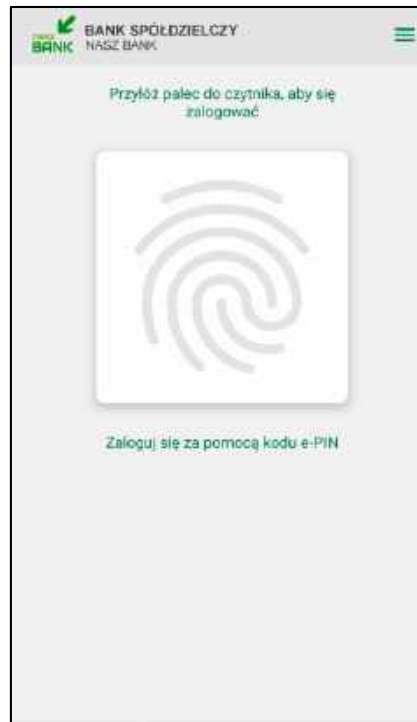 BANK SPÓŁDZIELCZY
BANK NASZ BANK
Przyłóż palec do czytnika, aby się
zalogować
Zaloguj się za pomocą kodu e-PIN